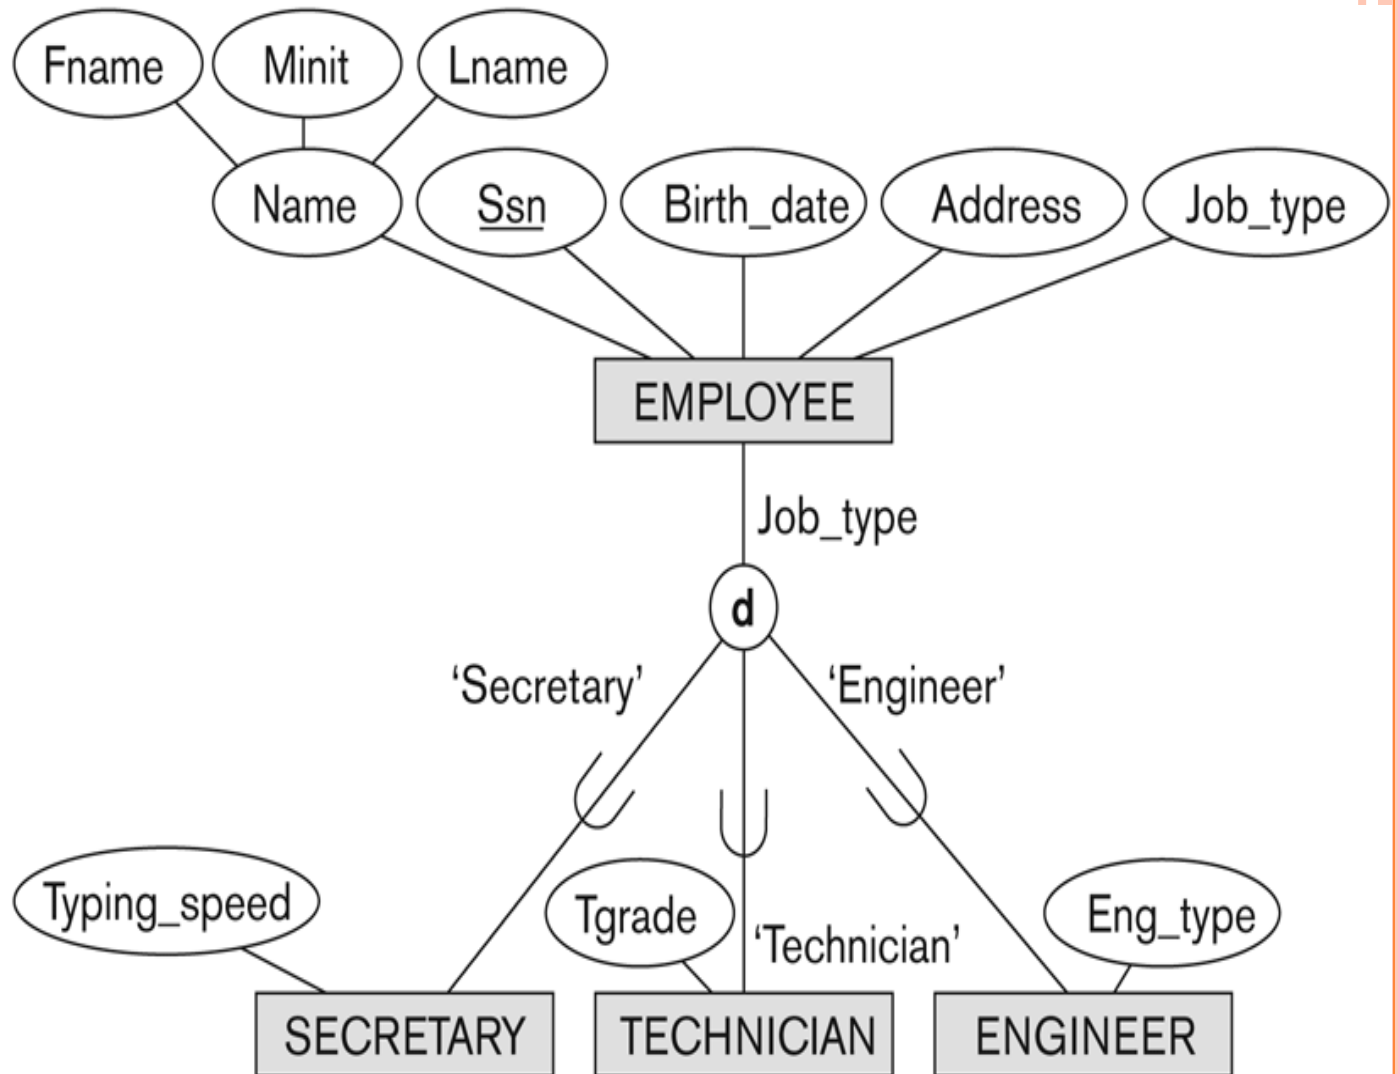 Fname Minit Lname
Name Ssn Birth_date Address Job_type
EMPLOYEE
Job_type
d
‘Secretary’ ‘Engineer’
Typing_speed Tgrade Eng_type
‘Technician’
SECRETARY TECHNICIAN ENGINEER